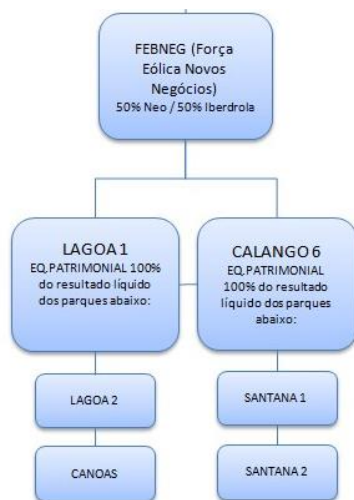 FEBNEG (Força
Eólica Novos
Negócios)
50% Neo / 50% Iberdrola
LAGOA 1
EQ.PATRIMONIAL 100%
do resultado líquido
dos parques abaixo:
CALANGO 6
EQ.PATRIMONIAL
100% do resultado
líquido dos parques
abaixo:
LAGOA 2
SANTANA 1
CANOAS
SANTANA 2